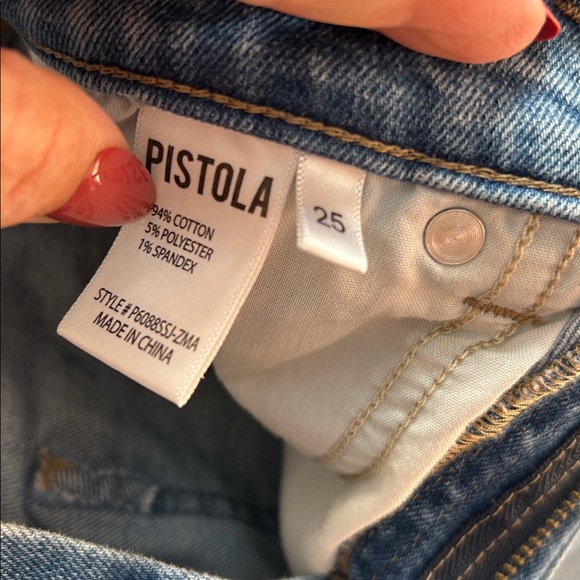 PISTOLA
94% COTTON
5% POLYESTER
1% SPANDEX
STYLE# P6088SSJ-ZMA
MADE IN CHINA
25